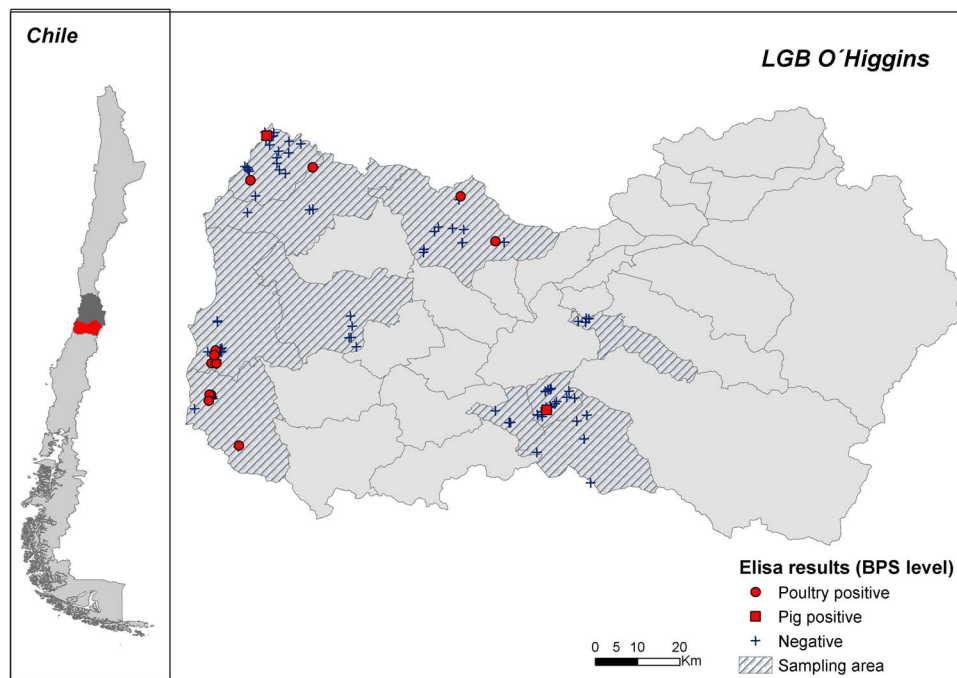 Chile
LGB O´Higgins
Elisa results (BPS level)
Poultry positive
Pig positive
Negative
Sampling area
0 5 10 20
Km